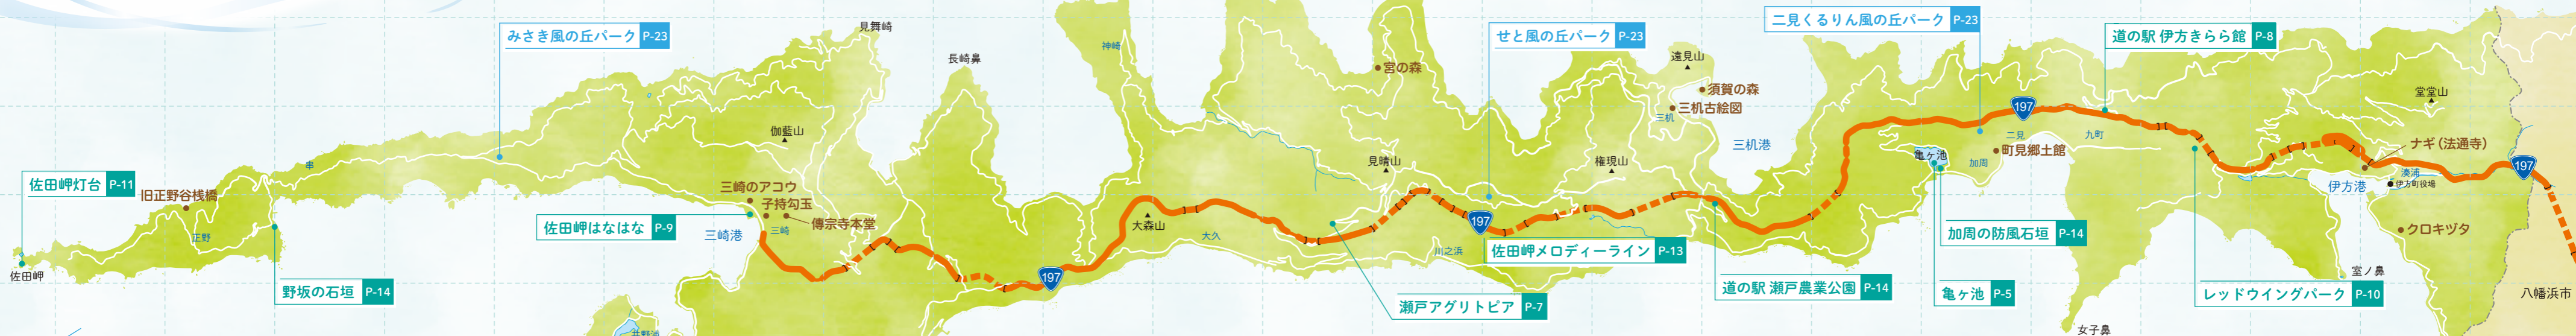 佐田岬灯台 P-11
旧正野谷桟橋
正野
佐田岬
野坂の石垣 P-14
串
みさき風の丘パーク P-23
見舞崎
伽藍山
三崎のアコウ
子持勾玉
三崎
傳宗寺本堂
佐田岬はなはな P-9
三崎港
井野浦
長崎鼻
197
神崎
大森山
大久
宮の森
見晴山
瀬戸アグリトピア P-7
川之浜
せと風の丘パーク P-23
197
佐田岬メロディーライン P-13
権現山
遠見山
須賀の森
三机古絵図
三机
三机港
道の駅 瀬戸農業公園 P-14
二見くるりん風の丘パーク P-23
197
亀ヶ池
加周
二見
町見郷土館
九町
加周の防風石垣 P-14
亀ヶ池 P-5
女子鼻
道の駅 伊方きらら館 P-8
レッドウイングパーク P-10
堂堂山
ナギ(法通寺)
湊浦
伊方町役場
伊方港
クロキヅタ
室ノ鼻
197
八幡浜市